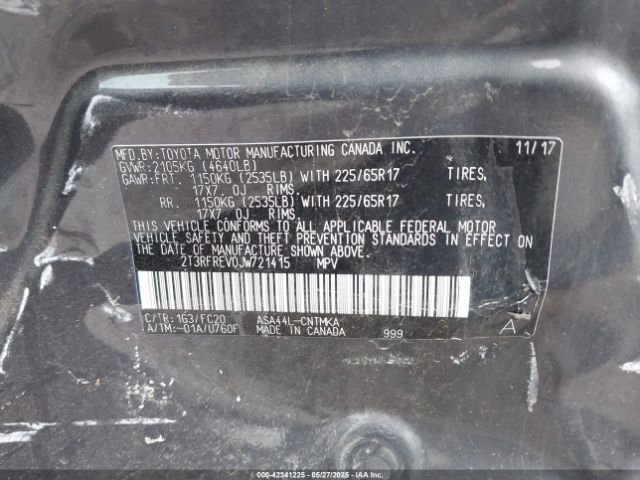 MFD.BY:TOYOTA MOTOR MANUFACTURING CANADA INC. 11/17
GVWR:2105KG (4640LB)
GAWR:FRT. 1150KG (2535LB) WITH 225/65R17 TIRES,
17X7.0J RIMS
RR. 1150KG (2535LB) WITH 225/65R17 TIRES,
17X7.0J RIMS
THIS VEHICLE CONFORMS TO ALL APPLICABLE FEDERAL MOTOR
VEHICLE SAFETY AND THEFT PREVENTION STANDARDS IN EFFECT ON
THE DATE OF MANUFACTURE SHOWN ABOVE.
2T3RFREV0JW721415 MPV
C/TR:1G3/FC20 ASA44L-CNTMKA
A/TM:-01A/U760F MADE IN CANADA 999 A
000-42341225 - 05/27/2025 - IAAI.COM